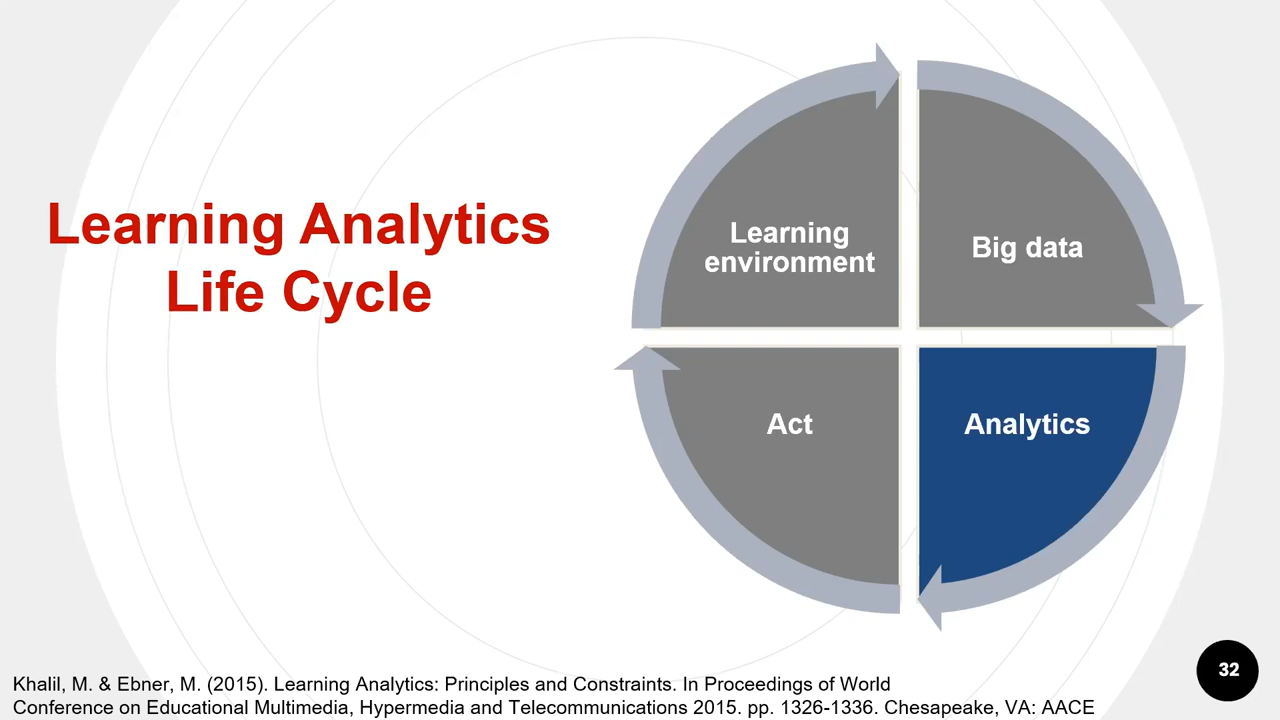 Learning Analytics
Life Cycle
Learning
environment
Big data
Act
Analytics
32
Khalil, M. & Ebner, M. (2015). Learning Analytics: Principles and Constraints. In Proceedings of World
Conference on Educational Multimedia, Hypermedia and Telecommunications 2015. pp. 1326-1336. Chesapeake, VA: AACE